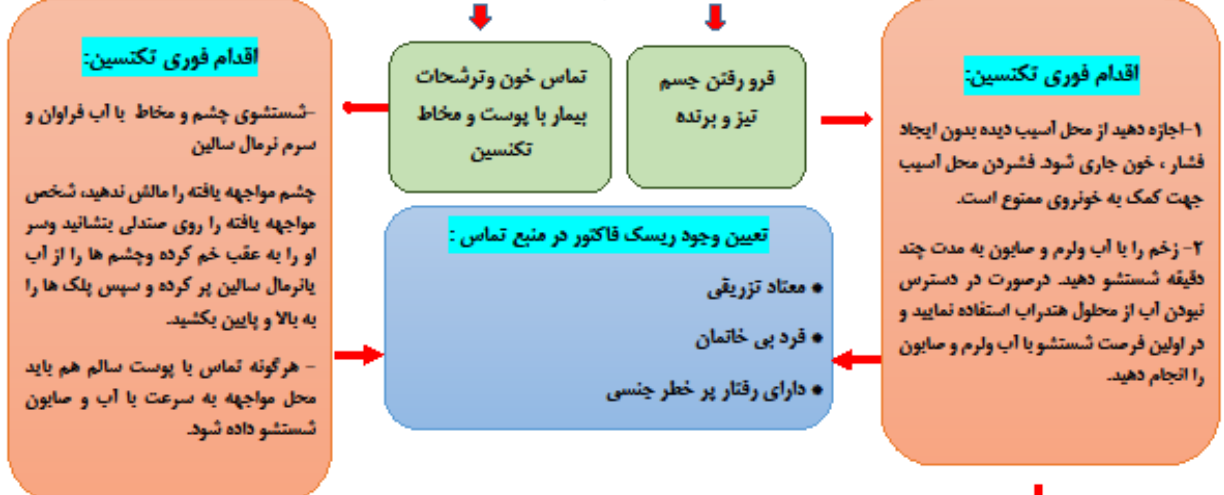 اقدام فوری تکنسین:
1-اجازه دهید از محل آسیب دیده بدون ایجاد
فشار ، خون جاری شود. فشردن محل آسیب
جهت کمک به خونروی ممنوع است.
2- زخم را با آب ولرم و صابون به مدت چند
دقیقه شستشو دهید. درصورت در دسترس
نبودن آب از محلول هندراب استفاده نمایید و
در اولین فرصت شستشو با آب ولرم و صابون
را انجام دهید.
فرو رفتن جسم
تیز و برنده
تماس خون وترشحات
بیمار با پوست و مخاط
تکنسین
اقدام فوری تکنسین:
-شستشوی چشم و مخاط با آب فراوان و
سرم نرمال سالین
چشم مواجهه یافته را مالش ندهید، شخص
مواجهه یافته را روی صندلی بنشانید وسر
او را به عقب خم کرده وچشم ها را از آب
یانرمال سالین پر کرده و سپس پلک ها را
به بالا و پایین بکشید.
- هرگونه تماس با پوست سالم هم باید
محل مواجهه به سرعت با آب و صابون
شستشو داده شود.
تعیین وجود ریسک فاکتور در منبع تماس :
• معتاد تزریقی
• فرد بی خانمان
• دارای رفتار پر خطر جنسی